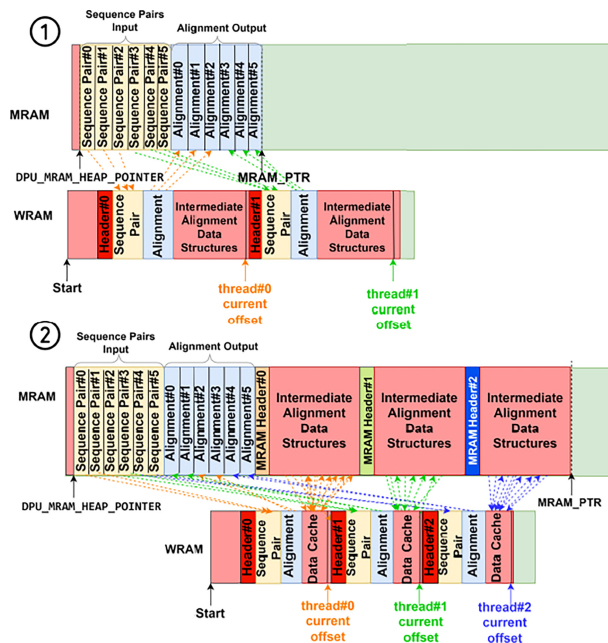 1
Sequence Pairs
Input
Alignment Output
MRAM
Sequence Pair#0
Sequence Pair#1
Sequence Pair#2
Sequence Pair#3
Sequence Pair#4
Sequence Pair#5
Alignment#0
Alignment#1
Alignment#2
Alignment#3
Alignment#4
Alignment#5
DPU_MRAM_HEAP_POINTER
MRAM_PTR
WRAM
Header#0
Sequence
Pair
Alignment
Intermediate
Alignment
Data
Structures
Header#1
Sequence
Pair
Alignment
Intermediate
Alignment
Data
Structures
Start
thread#0
current
offset
thread#1
current
offset
2
Sequence Pairs
Input
Alignment Output
MRAM
Sequence Pair#0
Sequence Pair#1
Sequence Pair#2
Sequence Pair#3
Sequence Pair#4
Sequence Pair#5
Alignment#0
Alignment#1
Alignment#2
Alignment#3
Alignment#4
Alignment#5
MRAM Header#0
Intermediate
Alignment
Data
Structures
MRAM Header#1
Intermediate
Alignment
Data
Structures
MRAM Header#2
Intermediate
Alignment
Data
Structures
DPU_MRAM_HEAP_POINTER
MRAM_PTR
WRAM
Header#0
Sequence
Pair
Alignment
Data Cache
Header#1
Sequence
Pair
Alignment
Data Cache
Header#2
Sequence
Pair
Alignment
Data Cache
Start
thread#0
current
offset
thread#1
current
offset
thread#2
current
offset